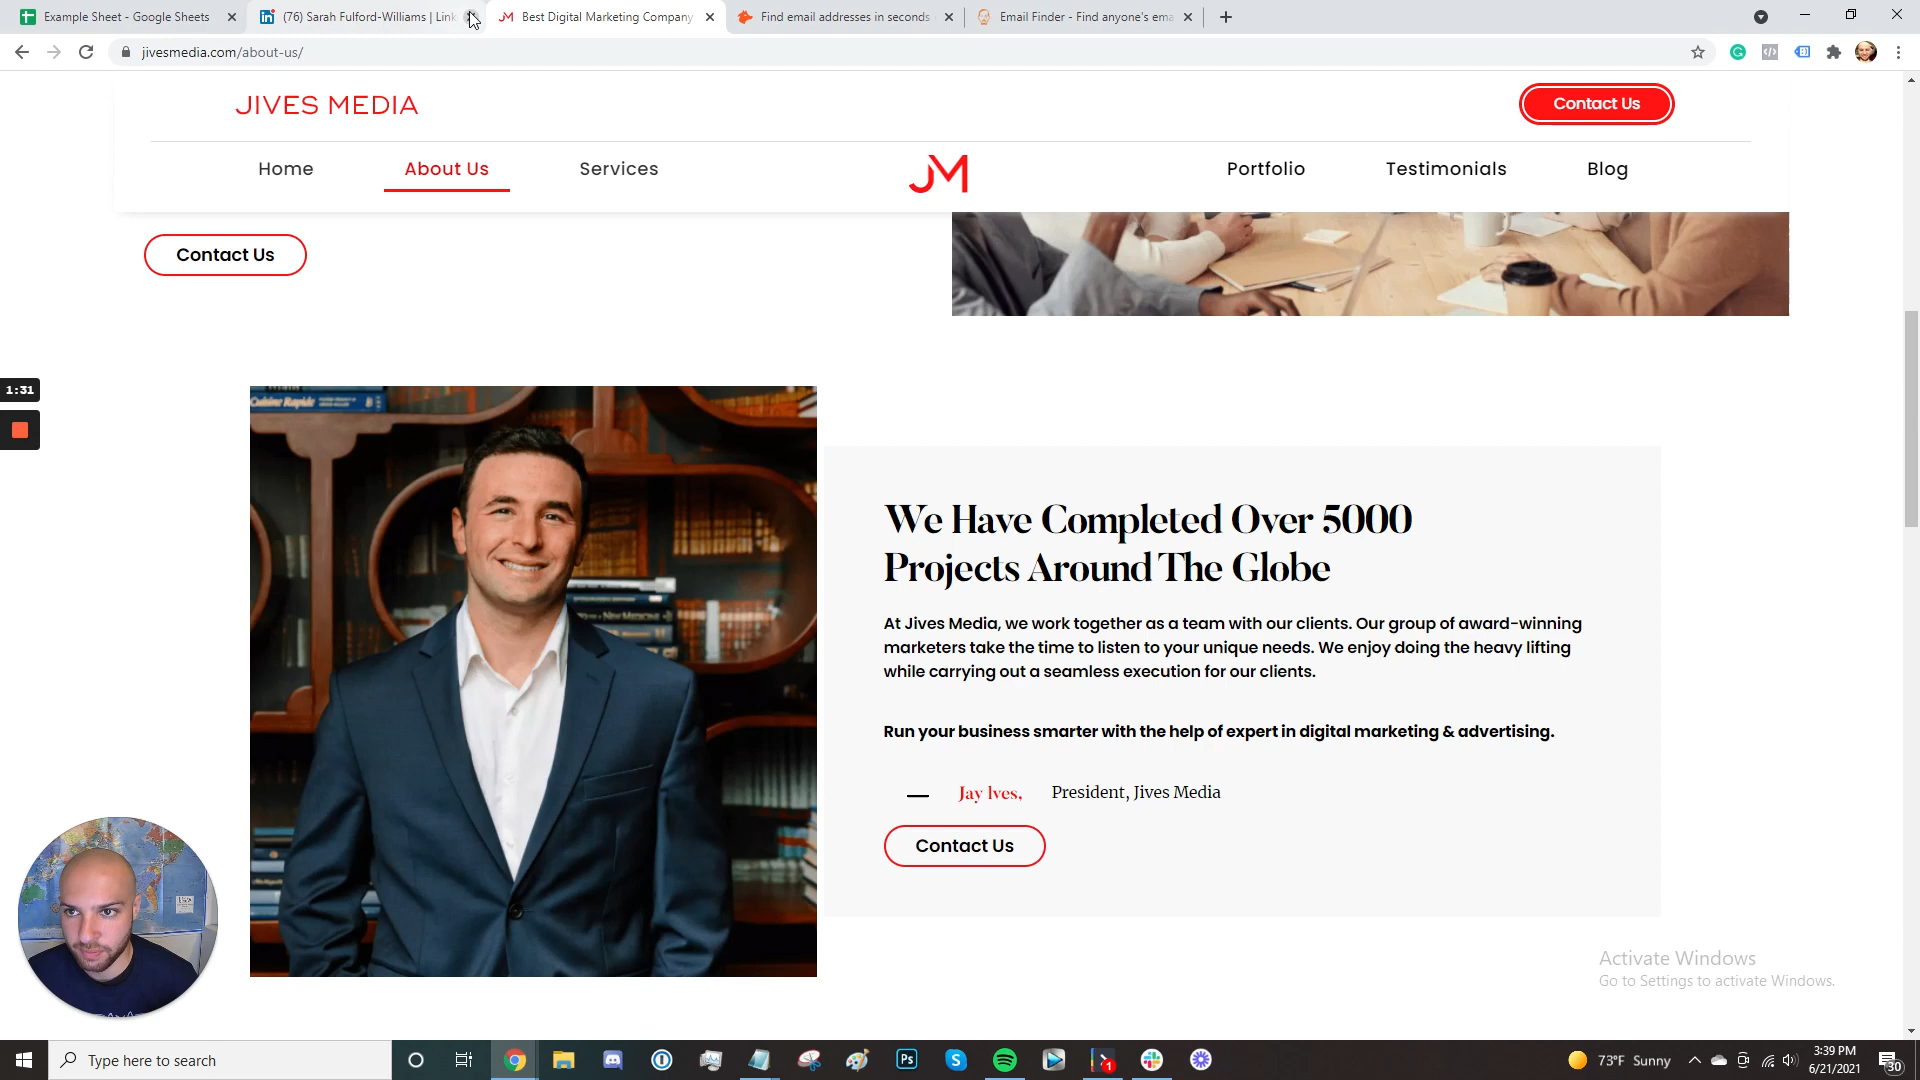 Example Sheet - Google Sheets
(76) Sarah Fulford-Williams | Link
Best Digital Marketing Company
Find email addresses in seconds
Email Finder - Find anyone's ema
jivesmedia.com/about-us/
JIVES MEDIA
Contact Us
Home
About Us
Services
JM
Portfolio
Testimonials
Blog
Contact Us
1:31
We Have Completed Over 5000
Projects Around The Globe
At Jives Media, we work together as a team with our clients. Our group of award-winning
marketers take the time to listen to your unique needs. We enjoy doing the heavy lifting
while carrying out a seamless execution for our clients.
Run your business smarter with the help of expert in digital marketing & advertising.
— Jay Ives, President, Jives Media
Contact Us
Activate Windows
Go to Settings to activate Windows.
Type here to search
Ps
1
73°F Sunny
3:39 PM
6/21/2021
30